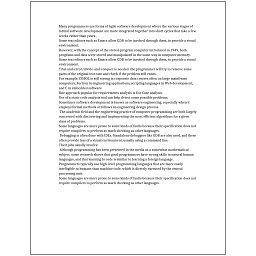 Many programmers use forms of Agile software development where the various stages of
formal software development are more integrated together into short cycles that take a few
weeks rather than years.
Some text editors such as Emacs allow GDB to be invoked through them, to provide a visual
environment.
However, with the concept of the stored-program computer introduced in 1949, both
programs and data were stored and manipulated in the same way in computer memory.
Some text editors such as Emacs allow GDB to be invoked through them, to provide a visual
environment.
Trial-and-error/divide-and-conquer is needed: the programmer will try to remove some
parts of the original test case and check if the problem still exists.
For example, COBOL is still strong in corporate data centers often on large mainframe
computers, Fortran in engineering applications, scripting languages in Web development,
and C in embedded software.
One approach popular for requirements analysis is Use Case analysis.
Use of a static code analysis tool can help detect some possible problems.
Sometimes software development is known as software engineering, especially when it
employs formal methods or follows an engineering design process.
The academic field and the engineering practice of computer programming are both largely
concerned with discovering and implementing the most efficient algorithms for a given
class of problems.
Some languages are more prone to some kinds of faults because their specification does not
require compilers to perform as much checking as other languages.
Debugging is often done with IDEs. Standalone debuggers like GDB are also used, and these
often provide less of a visual environment, usually using a command line.
Their jobs usually involve:
Although programming has been presented in the media as a somewhat mathematical
subject, some research shows that good programmers have strong skills in natural human
languages, and that learning to code is similar to learning a foreign language.
Programs were typically use high-level programming languages that are more easily
intelligible to humans than machine code, which is directly executed by the central
processing unit.
Some languages are more prone to some kinds of faults because their specification does not
require compilers to perform as much checking as other languages.